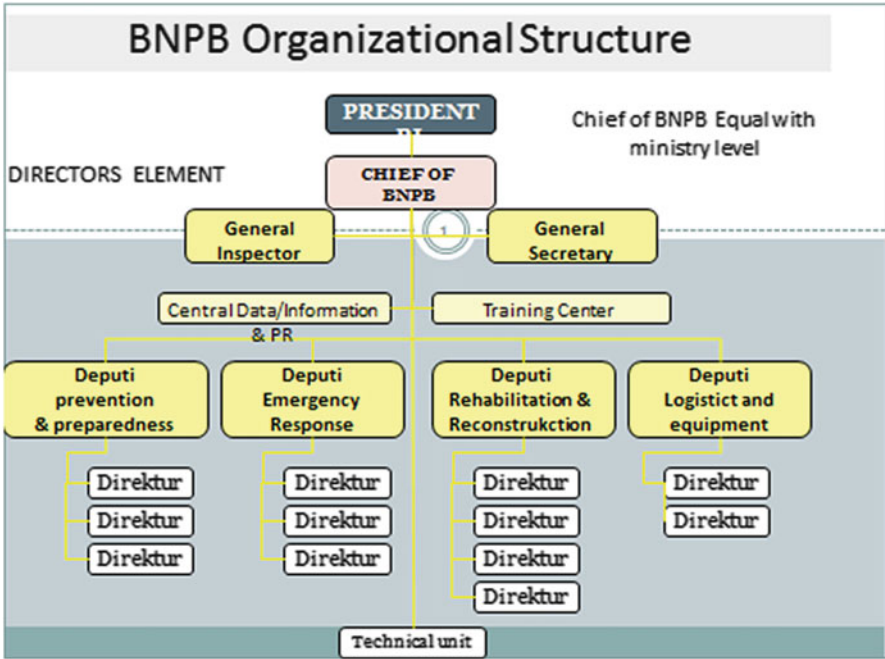 BNPB Organizational Structure
PRESIDENT
Chief of BNPB Equal with
ministry level
DIRECTORS ELEMENT
CHIEF OF
BNPB
General
Inspector
1
General
Secretary
Central Data/Information
& PR
Training Center
Deputi
prevention
& preparedness
Deputi
Emergency
Response
Deputi
Rehabilitation &
Reconstrukction
Deputi
Logistict and
equipment
Direktur
Direktur
Direktur
Direktur
Direktur
Direktur
Direktur
Direktur
Direktur
Direktur
Direktur
Direktur
Technical unit